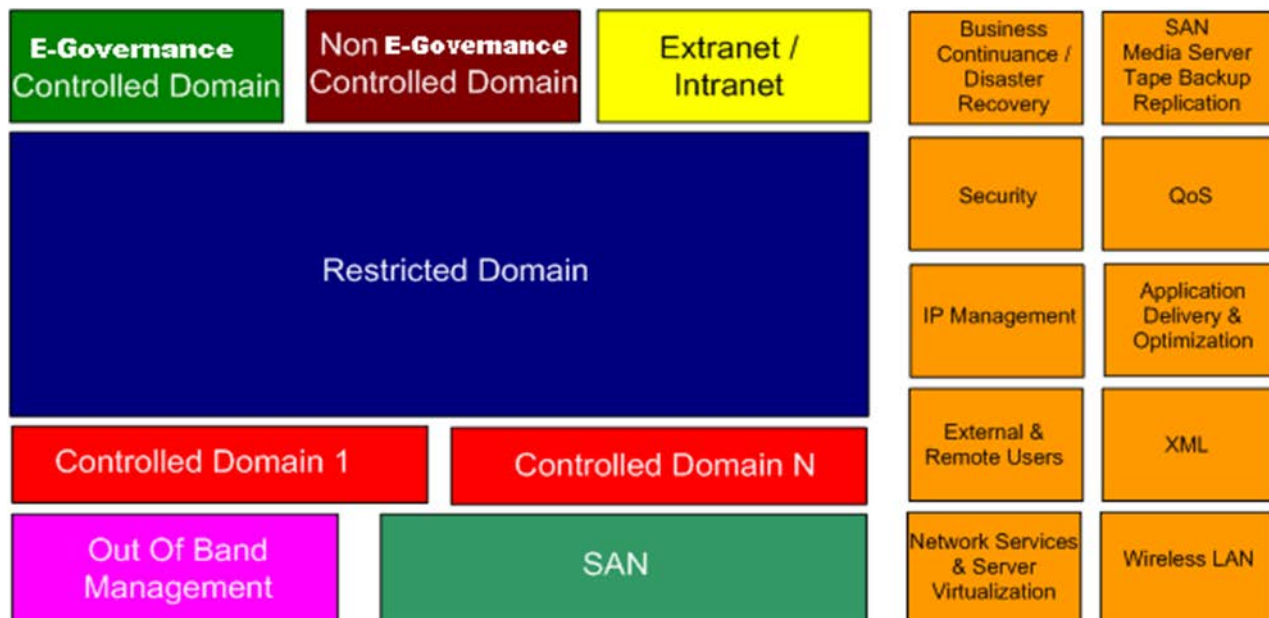 E-Governance
Controlled Domain
Non E-Governance
Controlled Domain
Extranet /
Intranet
Restricted Domain
Controlled Domain 1
Controlled Domain N
Out Of Band
Management
SAN
Business
Continuance /
Disaster
Recovery
SAN
Media Server
Tape Backup
Replication
Security
QoS
IP Management
Application
Delivery &
Optimization
External &
Remote Users
XML
Network Services
& Server
Virtualization
Wireless LAN